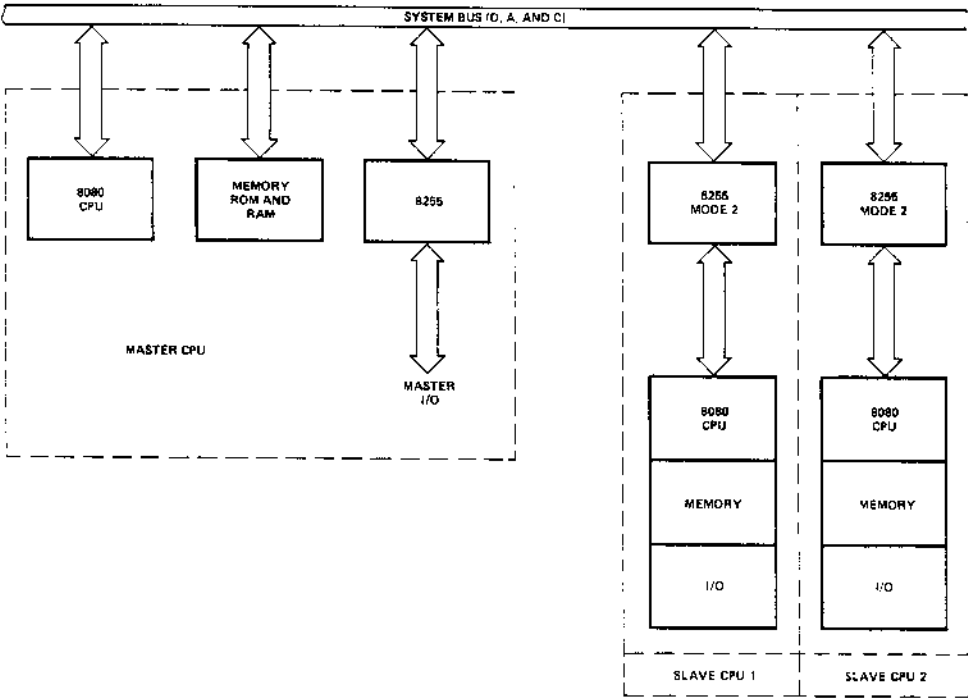 SYSTEM BUS (D, A, AND C)
8080
CPU
MEMORY
ROM AND
RAM
8255
MASTER CPU
MASTER
I/O
8255
MODE 2
8255
MODE 2
8080
CPU
MEMORY
I/O
8080
CPU
MEMORY
I/O
SLAVE CPU 1
SLAVE CPU 2